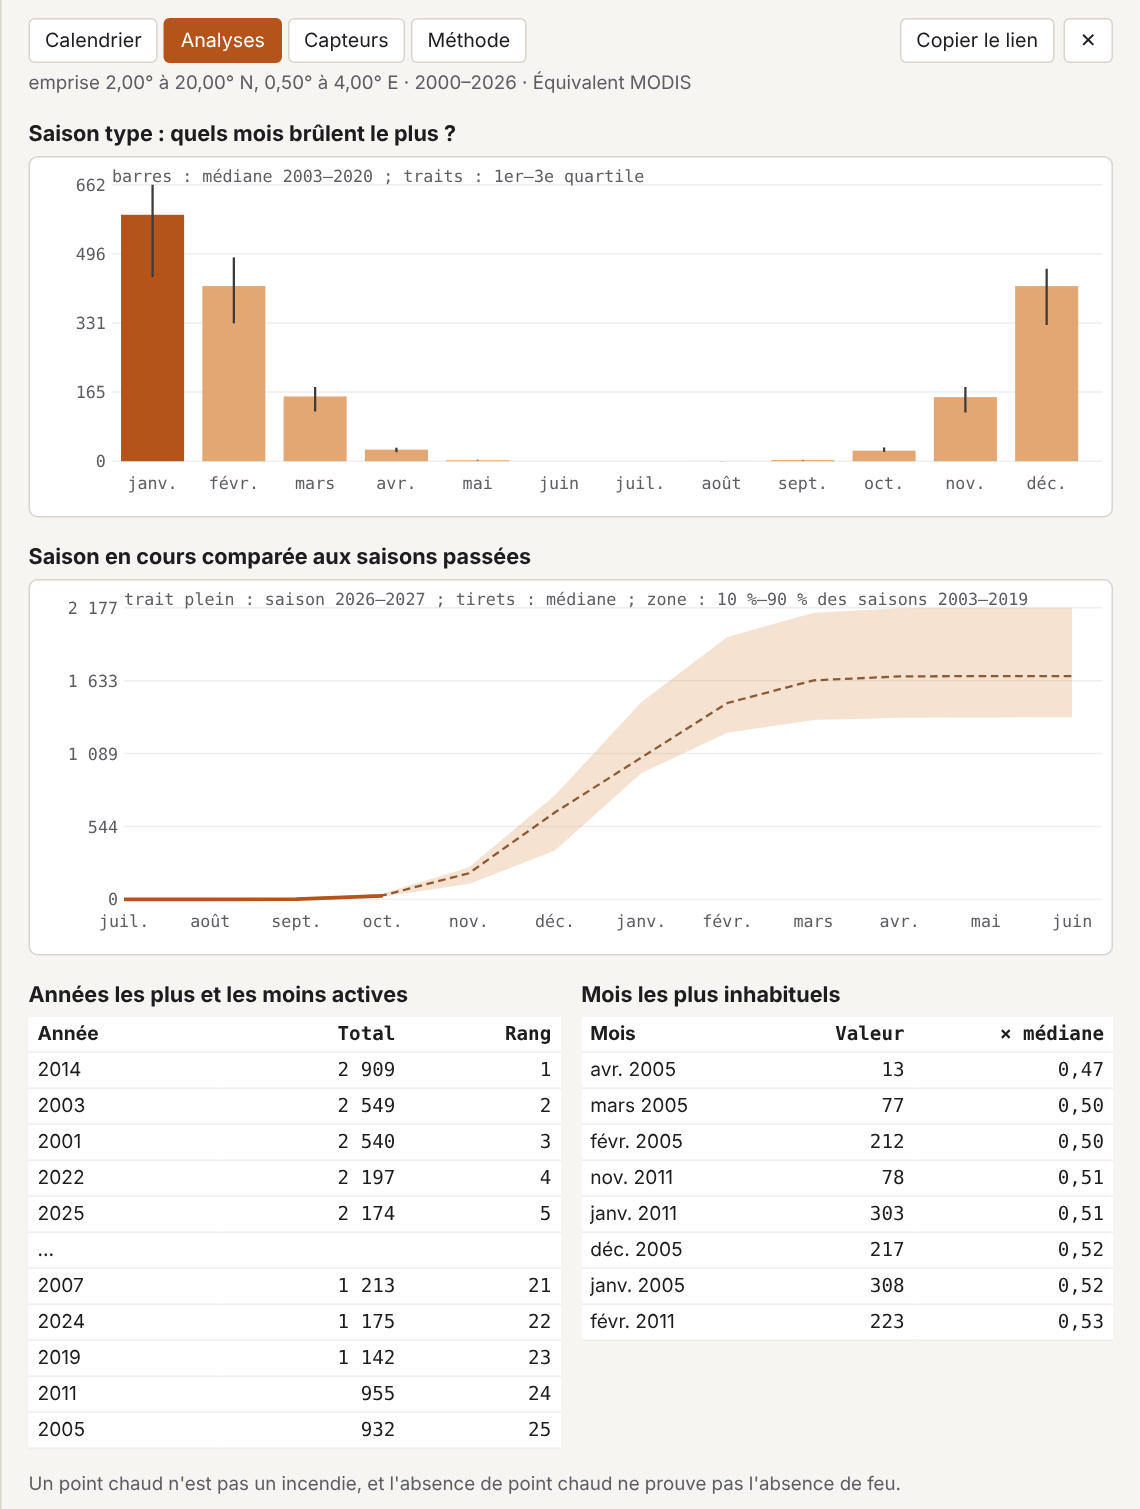 Calendrier Analyses Capteurs Méthode Copier le lien ✕
emprise 2,00° à 20,00° N, 0,50° à 4,00° E · 2000–2026 · Équivalent MODIS
Saison type : quels mois brûlent le plus ?
barres : médiane 2003–2020 ; traits : 1er–3e quartile
662
496
331
165
0
janv. févr. mars avr. mai juin juil. août sept. oct. nov. déc.
Saison en cours comparée aux saisons passées
trait plein : saison 2026–2027 ; tirets : médiane ; zone : 10 %–90 % des saisons 2003–2019
2 177
1 633
1 089
544
0
juil. août sept. oct. nov. déc. janv. févr. mars avr. mai juin
Années les plus et les moins actives
Année Total Rang
2014 2 909 1
2003 2 549 2
2001 2 540 3
2022 2 197 4
2025 2 174 5
...
2007 1 213 21
2024 1 175 22
2019 1 142 23
2011 955 24
2005 932 25
Mois les plus inhabituels
Mois Valeur × médiane
avr. 2005 13 0,47
mars 2005 77 0,50
févr. 2005 212 0,50
nov. 2011 78 0,51
janv. 2011 303 0,51
déc. 2005 217 0,52
janv. 2005 308 0,52
févr. 2011 223 0,53
Un point chaud n'est pas un incendie, et l'absence de point chaud ne prouve pas l'absence de feu.